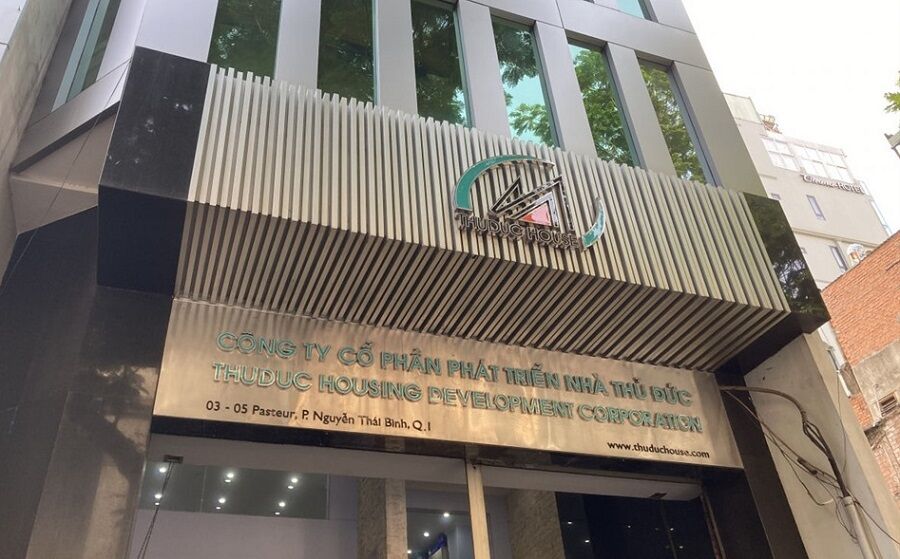 THUDUC HOUSE
CÔNG TY CỔ PHẦN PHÁT TRIỂN NHÀ THỦ ĐỨC
THUDUC HOUSING DEVELOPMENT CORPORATION
03 - 05 Pasteur, P. Nguyễn Thái Bình, Q.1
www.thuduchouse.com
HOTEL